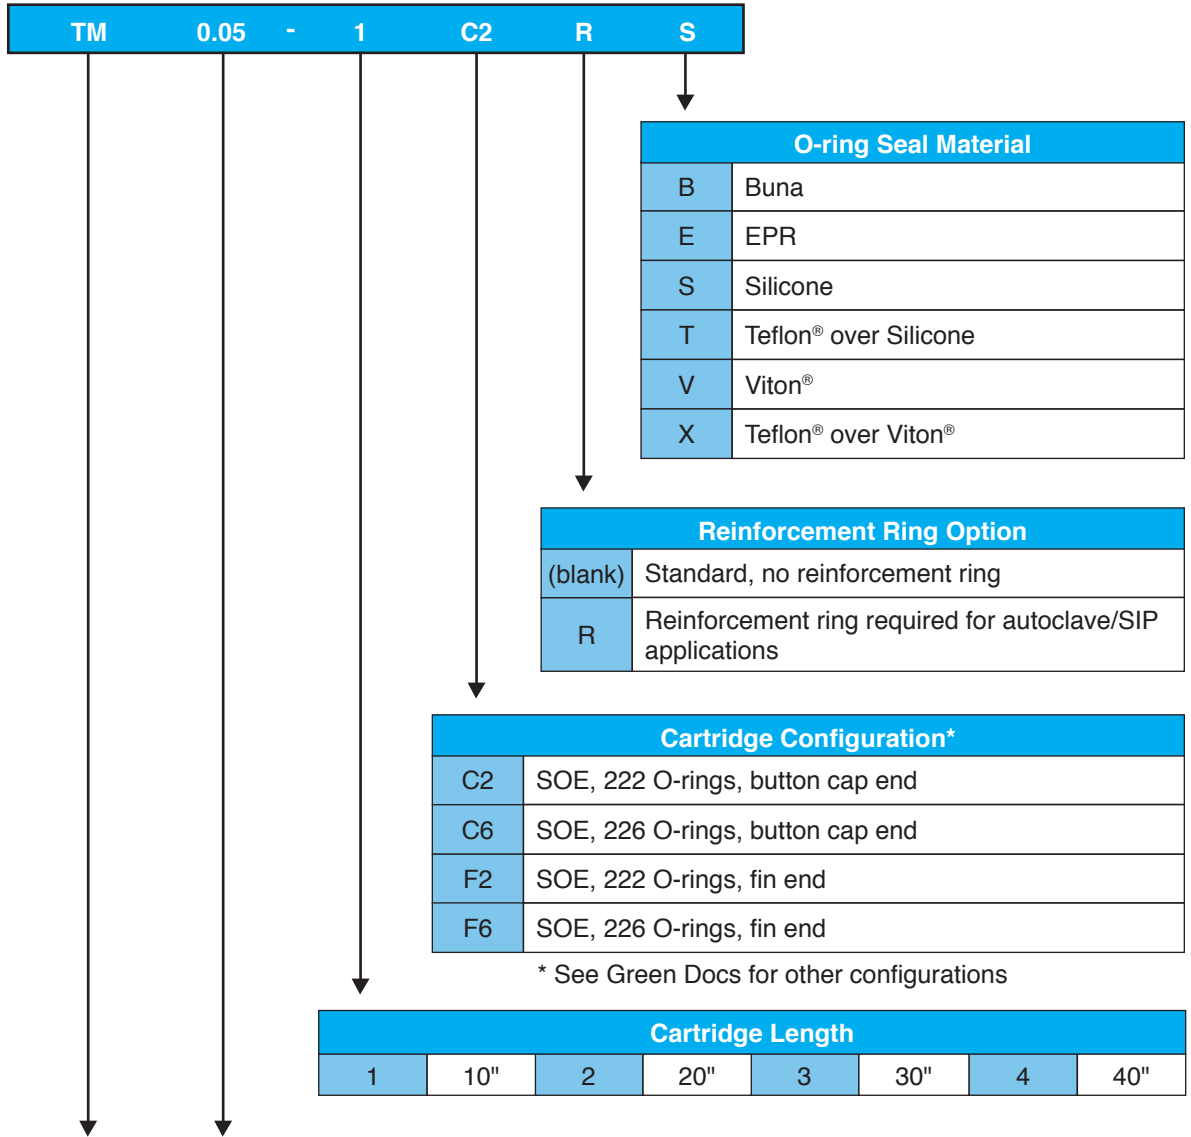 TM 0.05 - 1 C2 R S
O-ring Seal Material
B Buna
E EPR
S Silicone
T Teflon® over Silicone
V Viton®
X Teflon® over Viton®
Reinforcement Ring Option
(blank) Standard, no reinforcement ring
R Reinforcement ring required for autoclave/SIP
applications
Cartridge Configuration*
C2 SOE, 222 O-rings, button cap end
C6 SOE, 226 O-rings, button cap end
F2 SOE, 222 O-rings, fin end
F6 SOE, 226 O-rings, fin end
* See Green Docs for other configurations
Cartridge Length
1 10" 2 20" 3 30" 4 40"